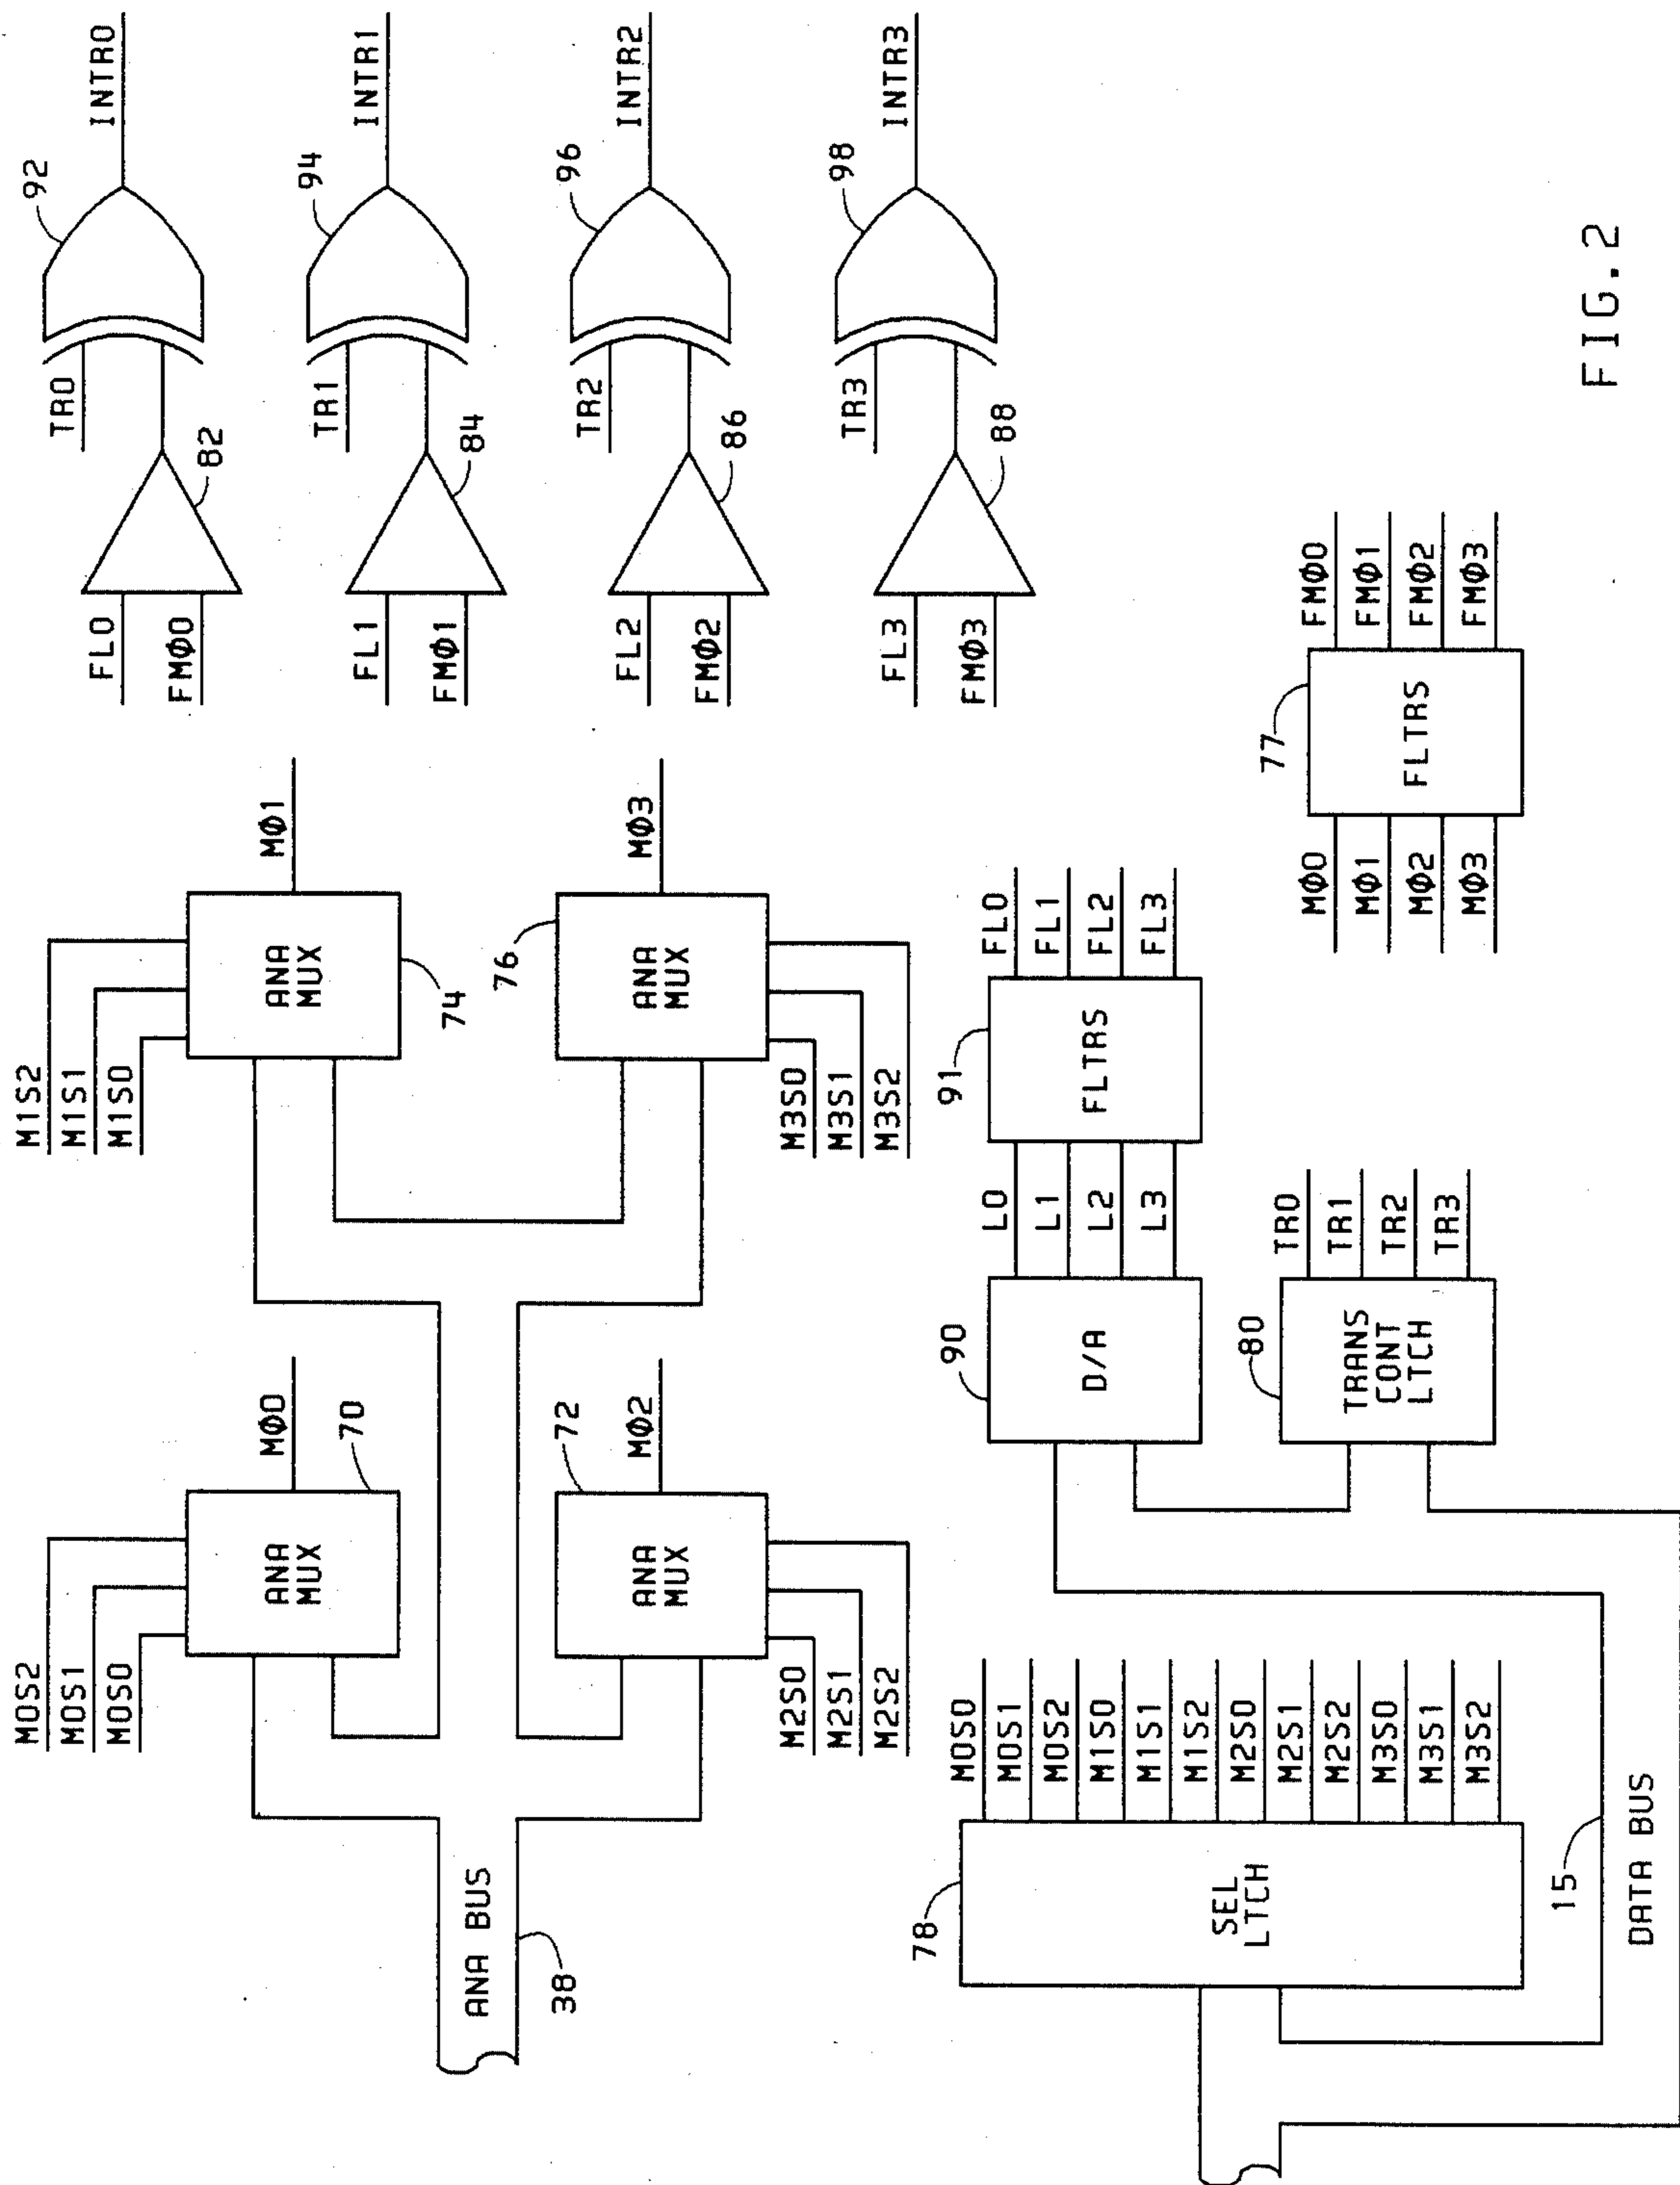 M0S2
M0S1
M0S0
ANA
MUX
MØ0
70
M1S2
M1S1
M1S0
ANA
MUX
MØ1
74
ANA BUS
38
72
ANA
MUX
MØ2
M2S0
M2S1
M2S2
76
ANA
MUX
MØ3
M3S0
M3S1
M3S2
FL0
FMØ0
82
TR0
92
INTR0
FL1
FMØ1
84
TR1
94
INTR1
FL2
FMØ2
86
TR2
96
INTR2
FL3
FMØ3
88
TR3
98
INTR3
78
SEL
LTCH
M0S0
M0S1
M0S2
M1S0
M1S1
M1S2
M2S0
M2S1
M2S2
M3S0
M3S1
M3S2
15
DATA BUS
90
D/A
L0
L1
L2
L3
91
FLTRS
FL0
FL1
FL2
FL3
80
TRANS
CONT
LTCH
TR0
TR1
TR2
TR3
77
MØ0
MØ1
MØ2
MØ3
FLTRS
FMØ0
FMØ1
FMØ2
FMØ3
FIG.2